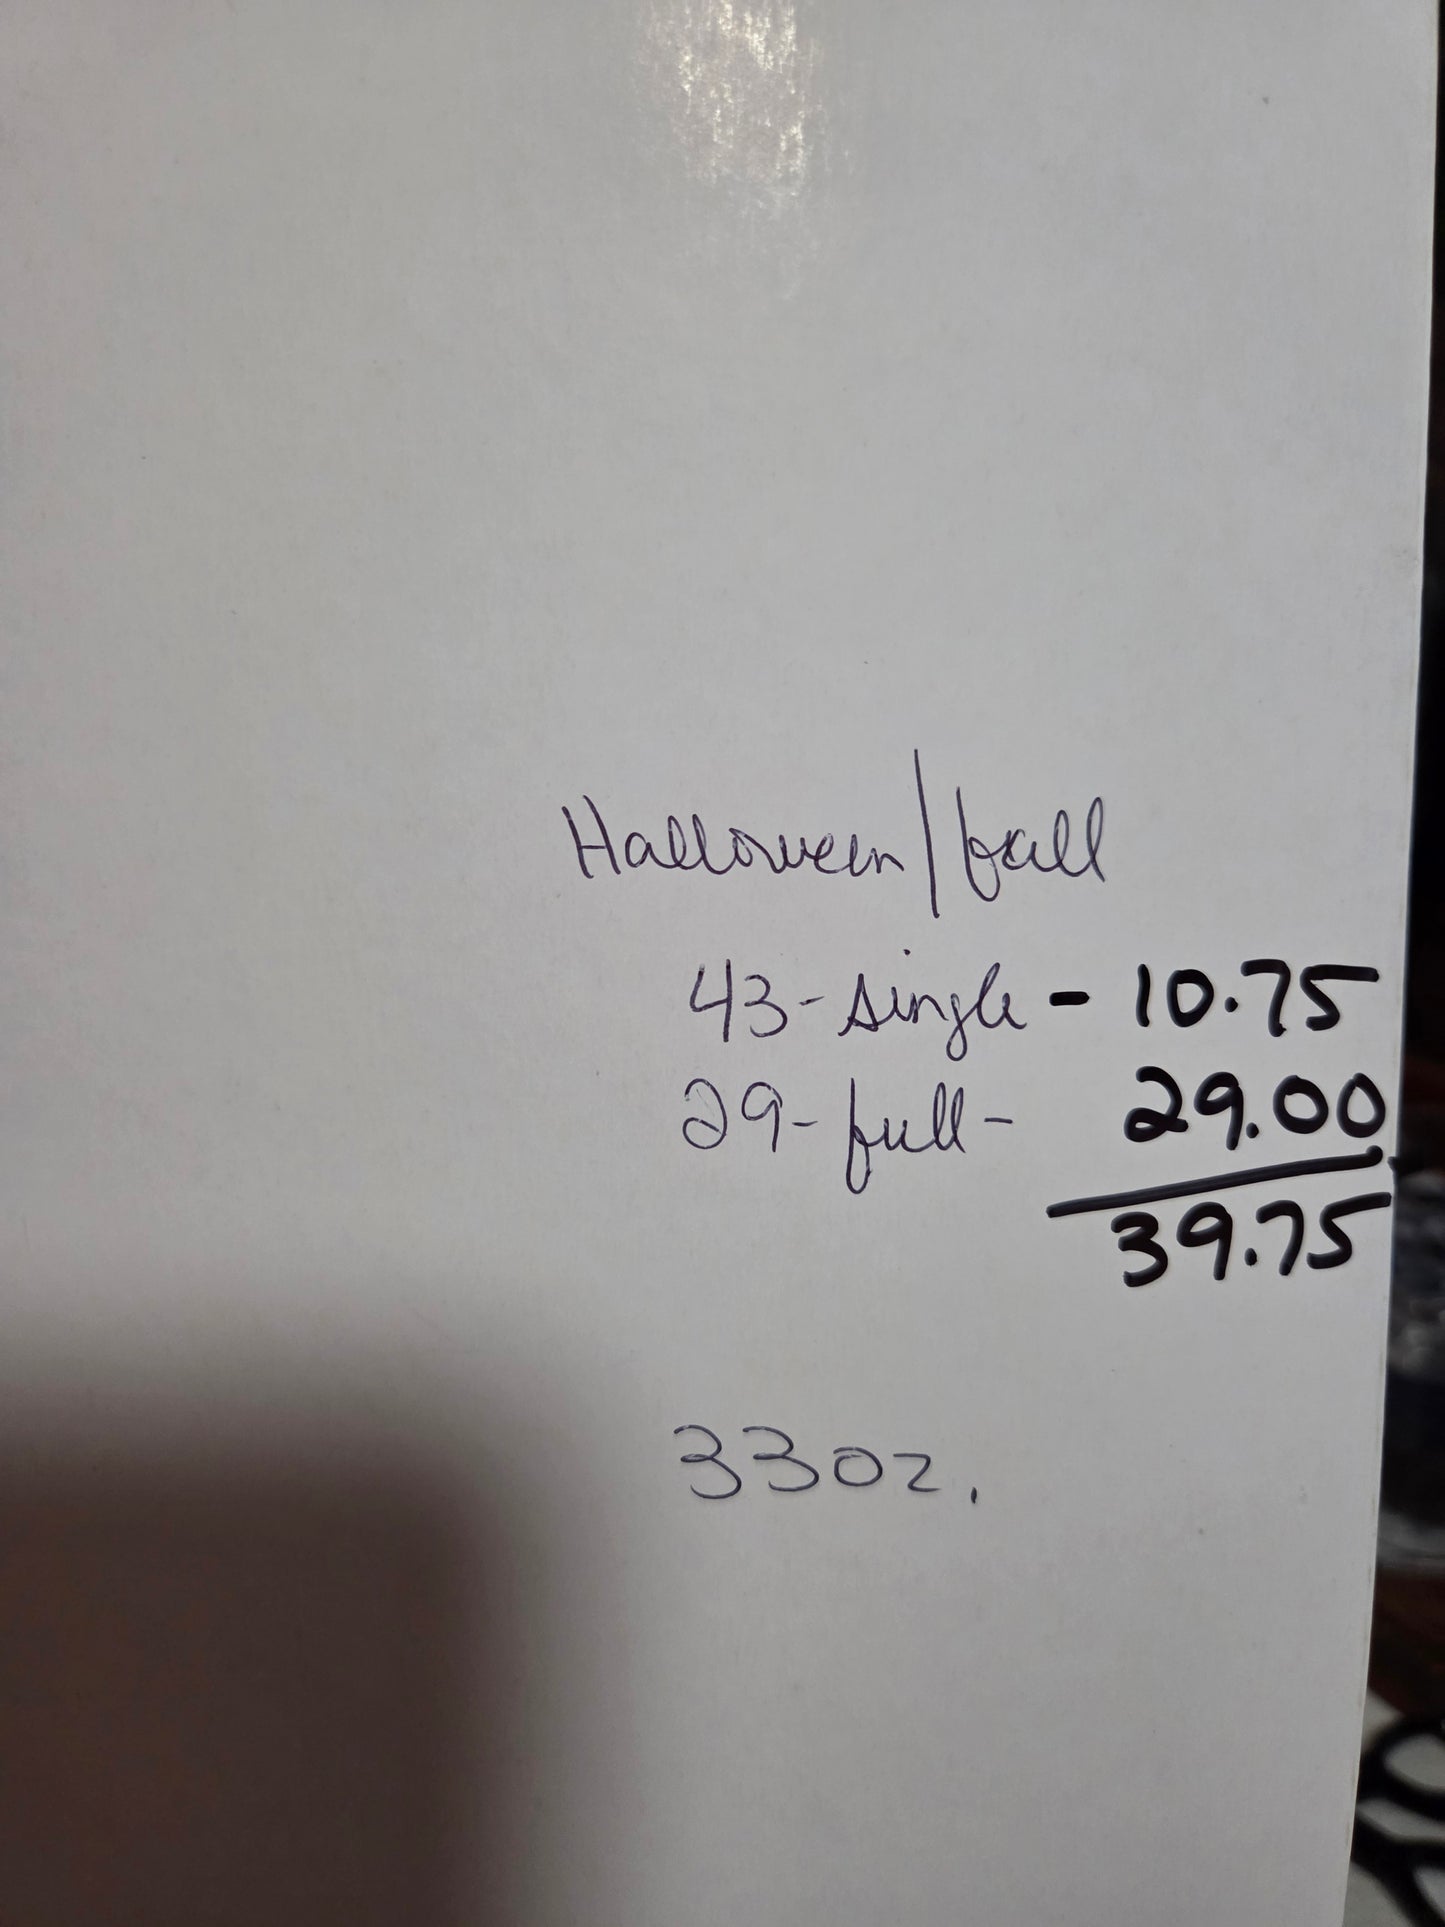 Halloween/fall
43-single - 10.75
29-full- 29.00
39.75
33oz.